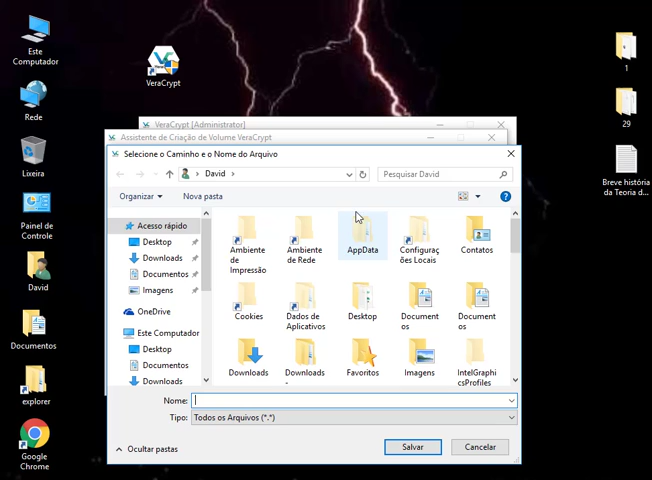 Este
Computador
Rede
Lixeira
Painel de
Controle
David
Documentos
explorer
Google
Chrome
VeraCrypt
1
29
Breve história
da Teoria d...
VeraCrypt [Administrator]
Assistente de Criação de Volume VeraCrypt
Selecione o Caminho e o Nome do Arquivo
David
Pesquisar David
Organizar
Nova pasta
Acesso rápido
Desktop
Downloads
Documentos
Imagens
OneDrive
Este Computador
Desktop
Documentos
Downloads
Ambiente de
Impressão
Ambiente
de Rede
AppData
Configuraç
ões Locais
Contatos
Cookies
Dados de
Aplicativos
Desktop
Document
os
Document
os
Downloads
Downloads
-
Favoritos
Imagens
IntelGraphi
csProfiles
Nome:
Tipo: Todos os Arquivos (*.*)
Ocultar pastas
Salvar
Cancelar